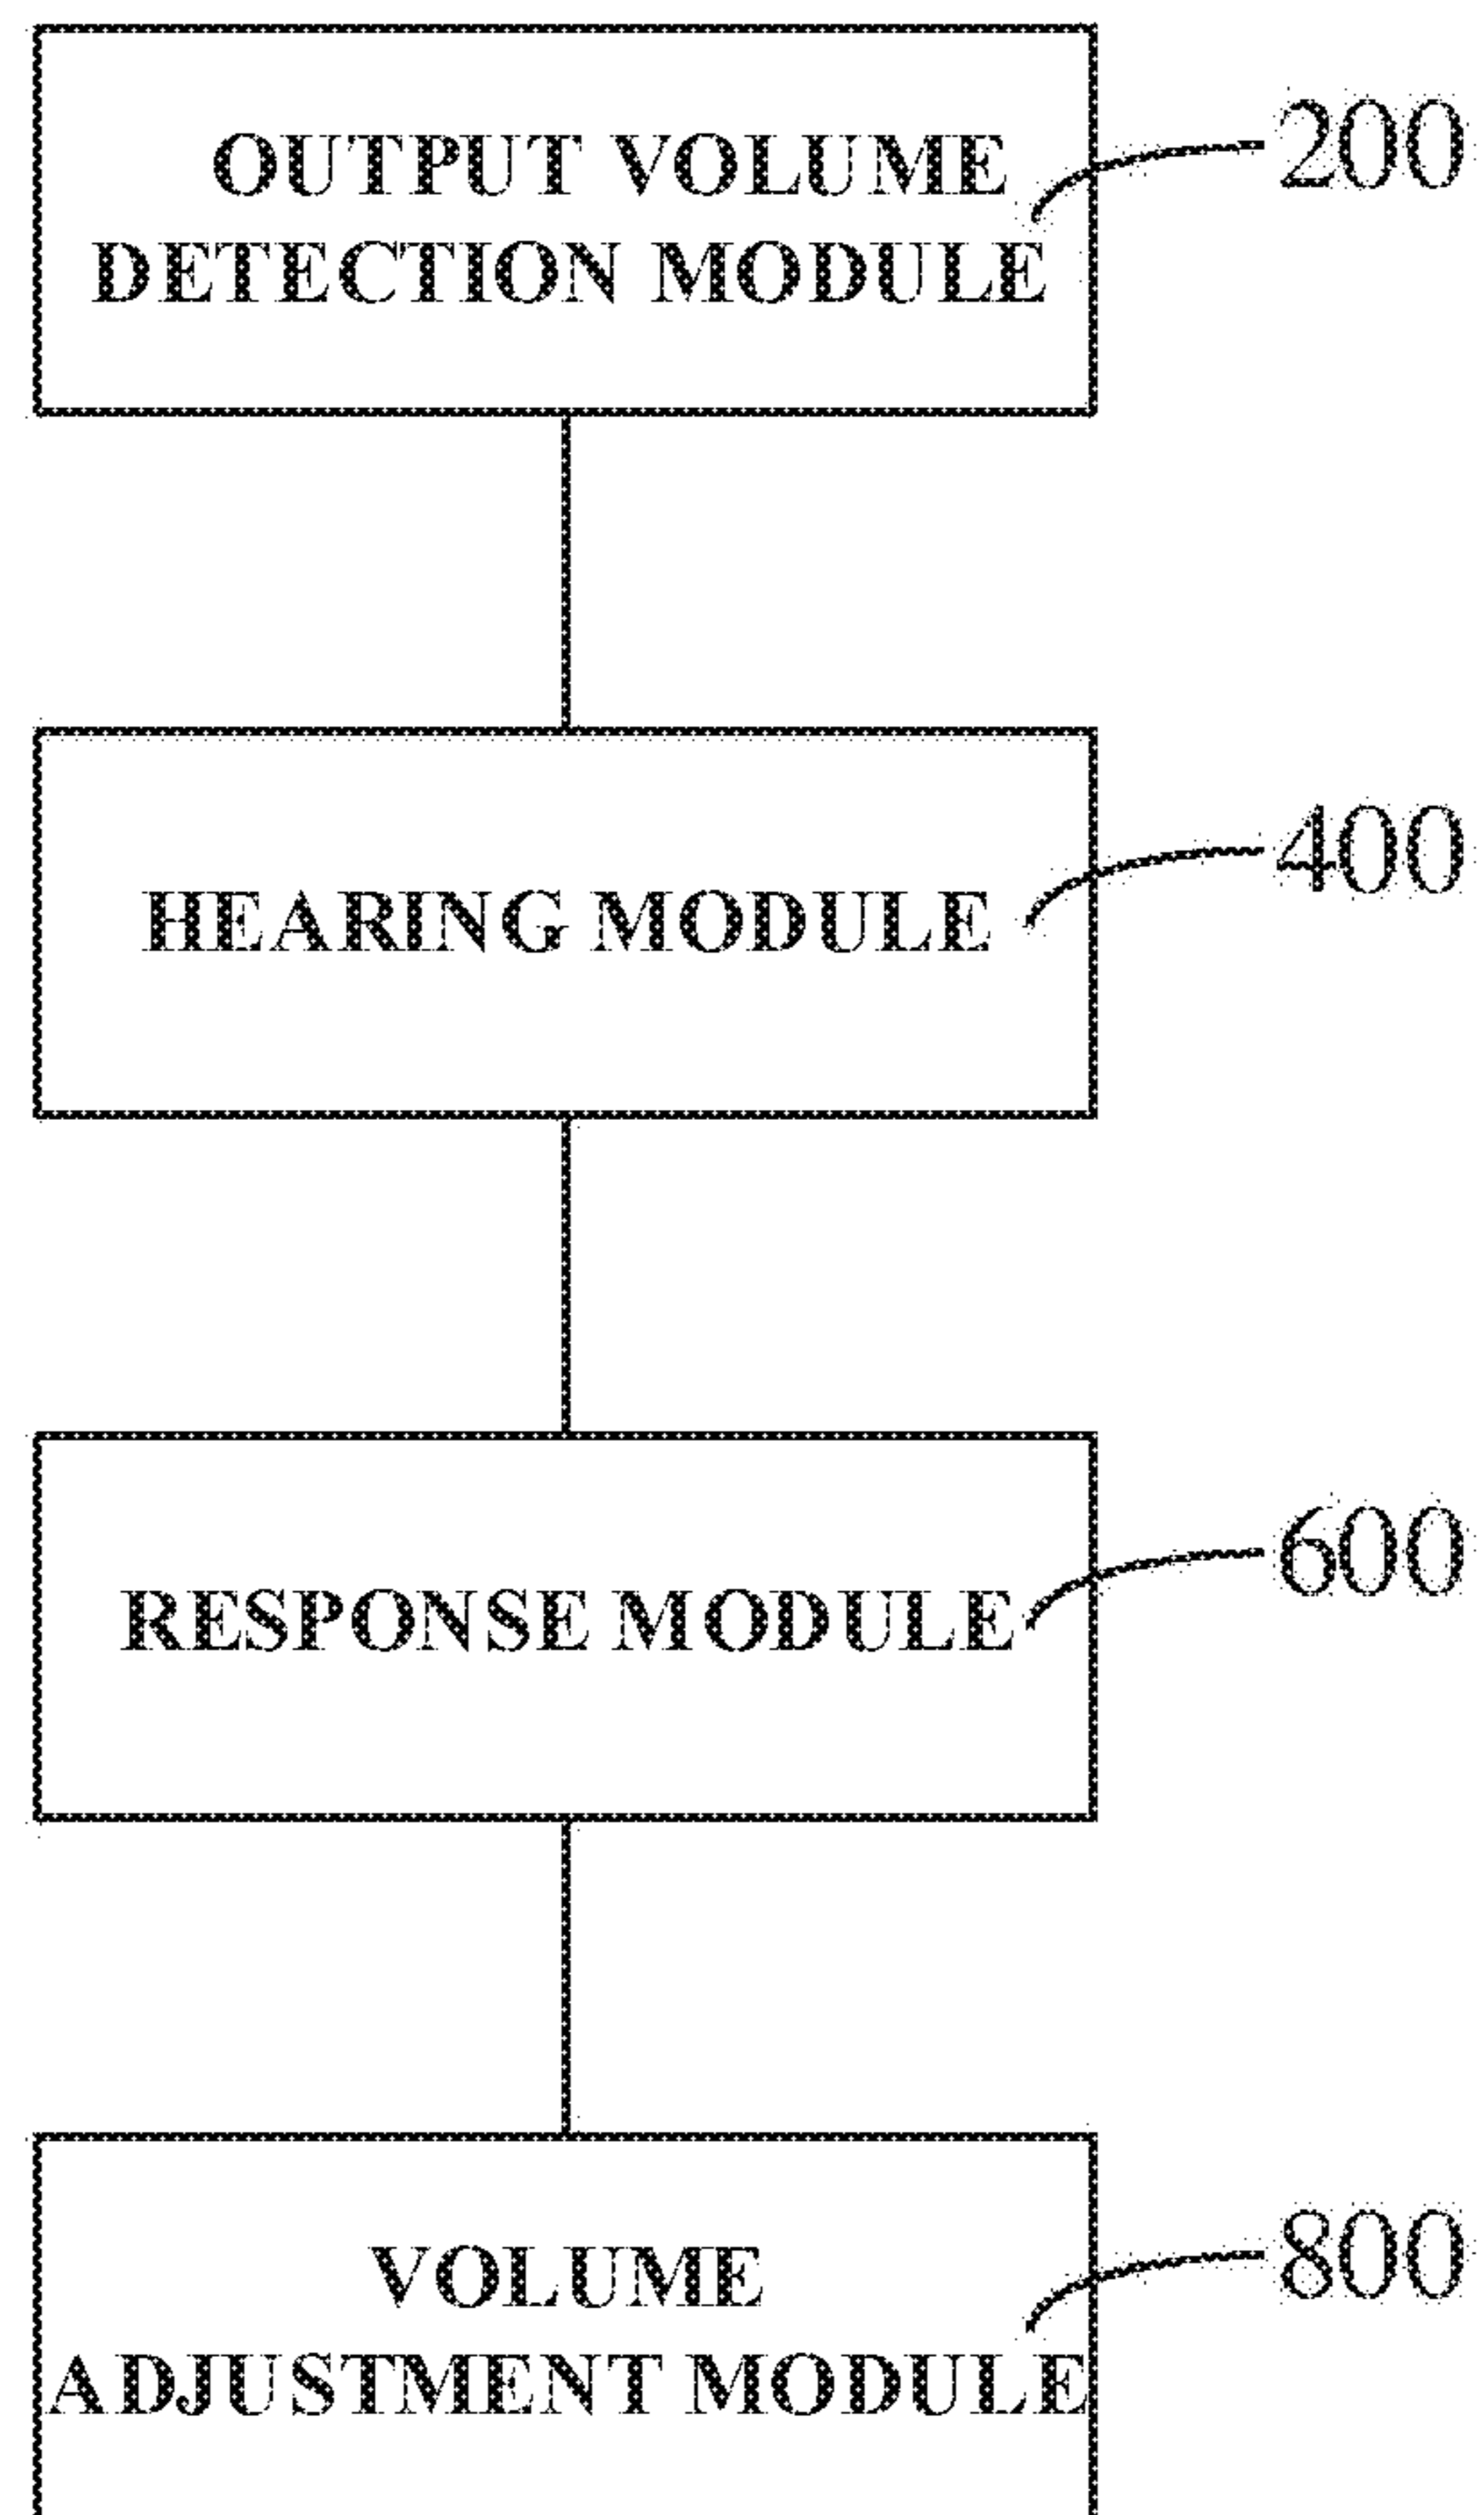 OUTPUT VOLUME
DETECTION MODULE
200
HEARING MODULE
400
RESPONSE MODULE
600
VOLUME
ADJUSTMENT MODULE
800